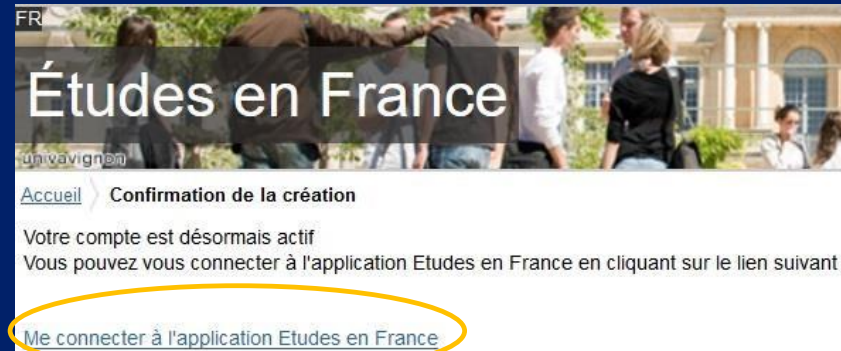 FR
Études en France
univavignon
Accueil Confirmation de la création
Votre compte est désormais actif
Vous pouvez vous connecter à l'application Etudes en France en cliquant sur le lien suivant
Me connecter à l'application Etudes en France